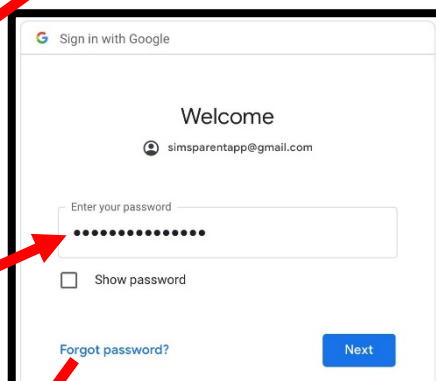 Sign in with Google
Welcome
simsparentapp@gmail.com
Enter your password
•••••••••••••••
Show password
Forgot password?
Next